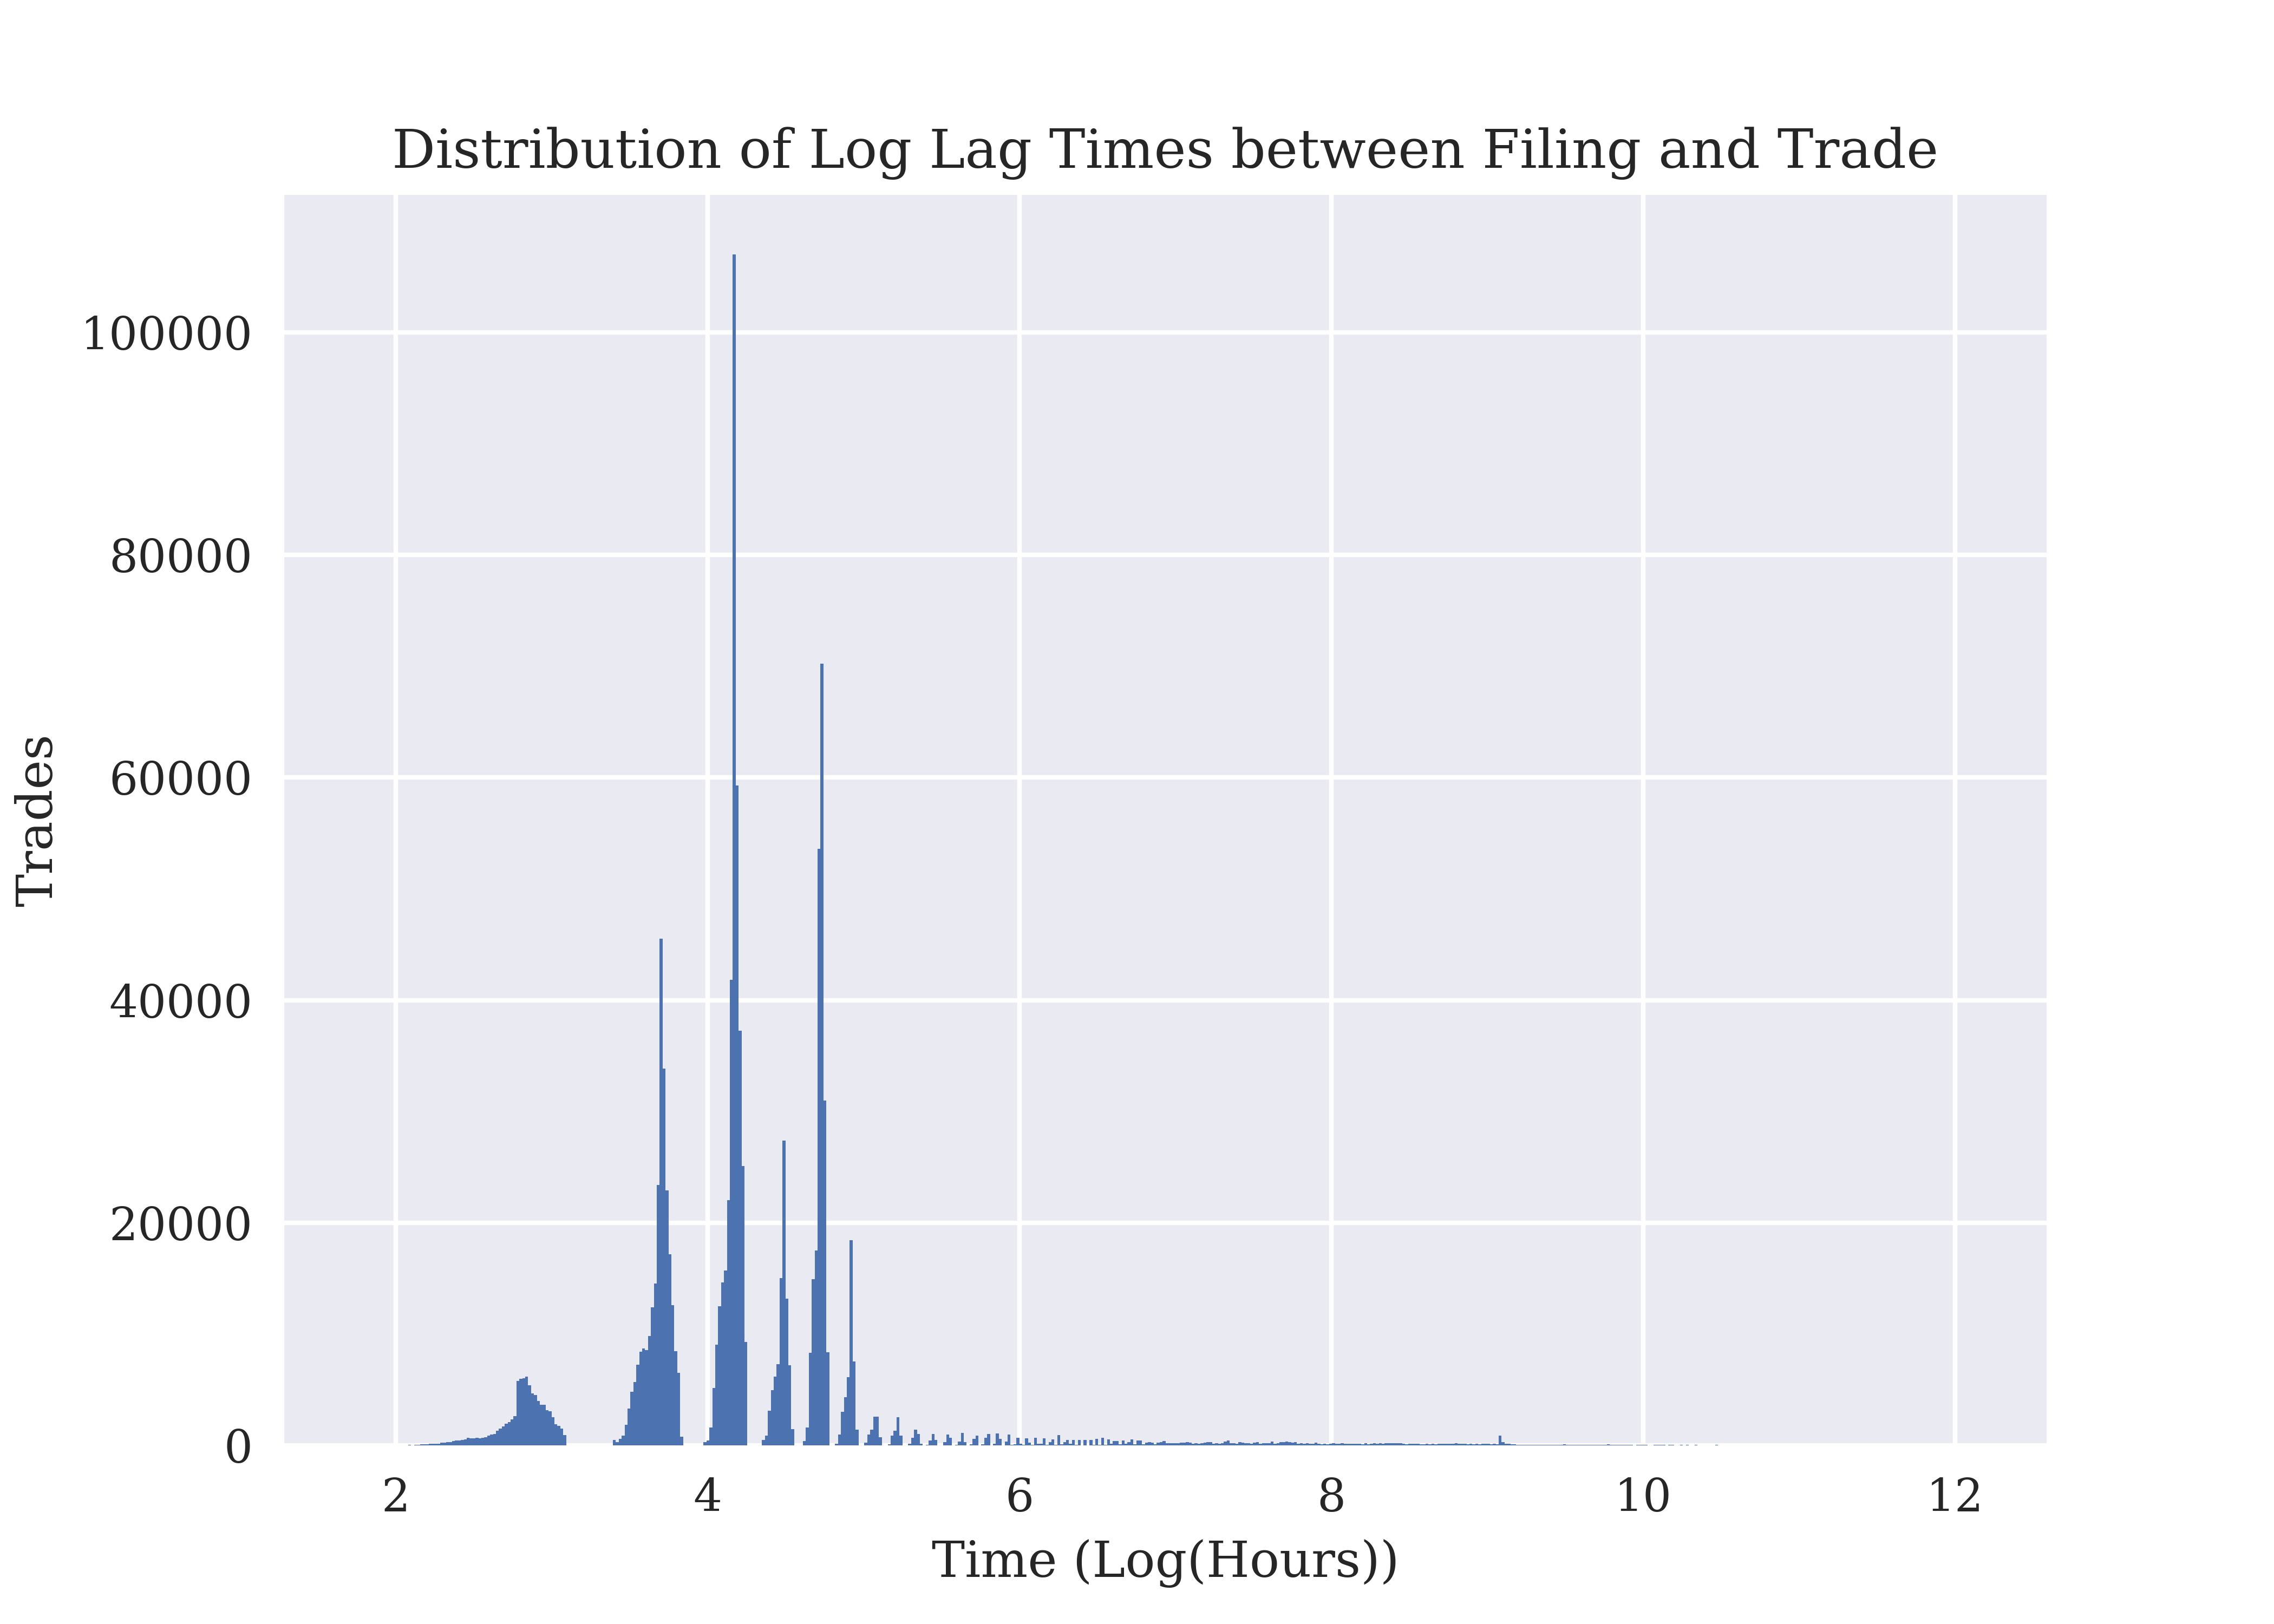 Distribution of Log Lag Times between Filing and Trade
100000
80000
60000
40000
20000
0
Trades
2 4 6 8 10 12
Time (Log(Hours))